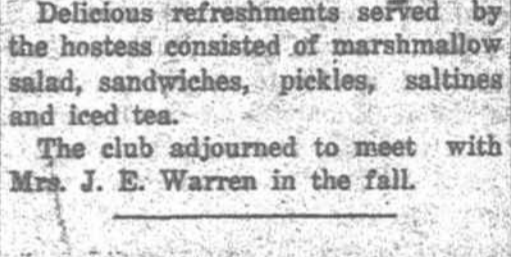 Delicious refreshments served by
the hostess consisted of marshmallow
salad, sandwiches, pickles, saltines
and iced tea.
The club adjourned to meet with
Mrs. J. E. Warren in the fall.